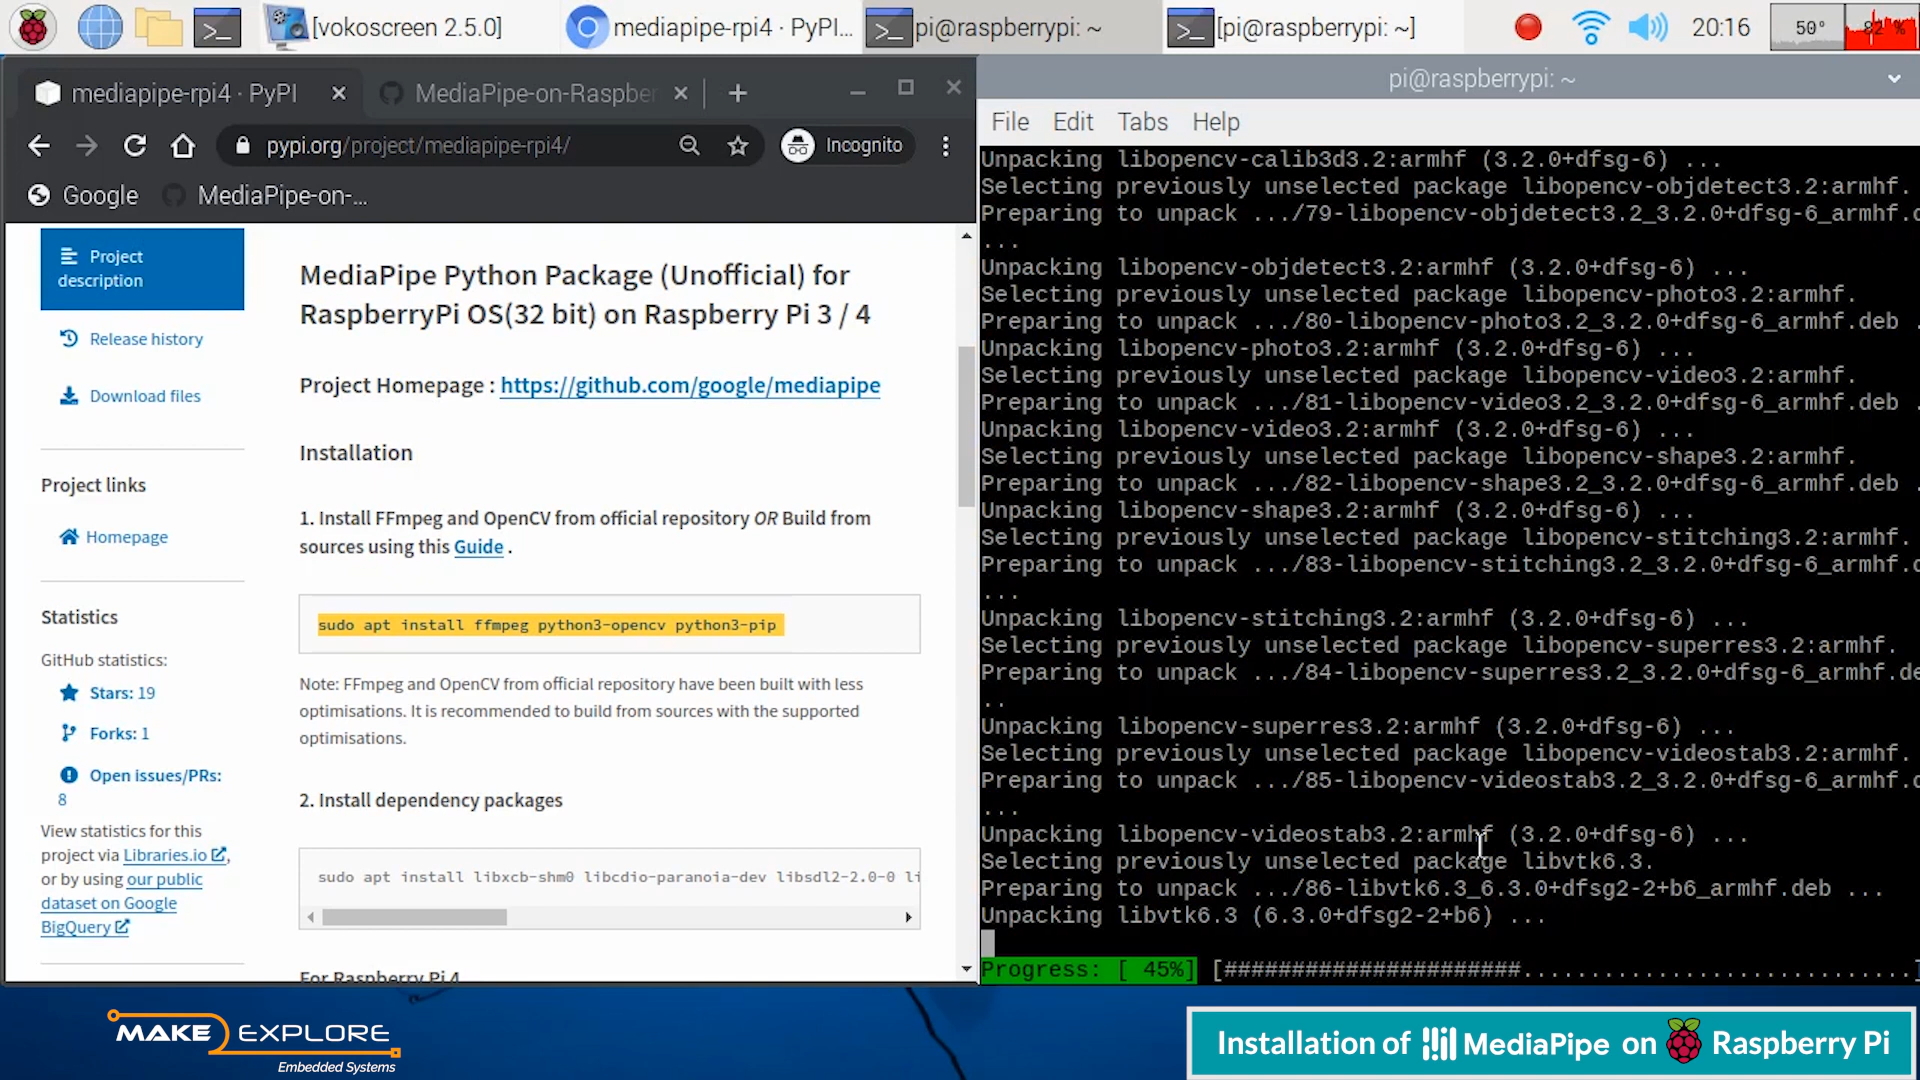 [vokoscreen 2.5.0]
mediapipe-rpi4 · PyPI...
pi@raspberrypi: ~
[pi@raspberrypi: ~]
20:16
50°
82 %
mediapipe-rpi4 · PyPI
MediaPipe-on-Raspber
pypi.org/project/mediapipe-rpi4/
Incognito
Google
MediaPipe-on-...
Project
description
Release history
Download files
Project links
Homepage
Statistics
GitHub statistics:
Stars: 19
Forks: 1
Open issues/PRs:
8
View statistics for this
project via Libraries.io,
or by using our public
dataset on Google
BigQuery
MediaPipe Python Package (Unofficial) for
RaspberryPi OS(32 bit) on Raspberry Pi 3 / 4
Project Homepage : https://github.com/google/mediapipe
Installation
1. Install FFmpeg and OpenCV from official repository OR Build from
sources using this Guide .
sudo apt install ffmpeg python3-opencv python3-pip
Note: FFmpeg and OpenCV from official repository have been built with less
optimisations. It is recommended to build from sources with the supported
optimisations.
2. Install dependency packages
sudo apt install libxcb-shm0 libcdio-paranoia-dev libsdl2-2.0-0 li
For Raspberry Pi 4
pi@raspberrypi: ~
File Edit Tabs Help
Unpacking libopencv-calib3d3.2:armhf (3.2.0+dfsg-6) ...
Selecting previously unselected package libopencv-objdetect3.2:armhf.
Preparing to unpack .../79-libopencv-objdetect3.2_3.2.0+dfsg-6_armhf.d
...
Unpacking libopencv-objdetect3.2:armhf (3.2.0+dfsg-6) ...
Selecting previously unselected package libopencv-photo3.2:armhf.
Preparing to unpack .../80-libopencv-photo3.2_3.2.0+dfsg-6_armhf.deb .
Unpacking libopencv-photo3.2:armhf (3.2.0+dfsg-6) ...
Selecting previously unselected package libopencv-video3.2:armhf.
Preparing to unpack .../81-libopencv-video3.2_3.2.0+dfsg-6_armhf.deb .
Unpacking libopencv-video3.2:armhf (3.2.0+dfsg-6) ...
Selecting previously unselected package libopencv-shape3.2:armhf.
Preparing to unpack .../82-libopencv-shape3.2_3.2.0+dfsg-6_armhf.deb .
Unpacking libopencv-shape3.2:armhf (3.2.0+dfsg-6) ...
Selecting previously unselected package libopencv-stitching3.2:armhf.
Preparing to unpack .../83-libopencv-stitching3.2_3.2.0+dfsg-6_armhf.d
...
Unpacking libopencv-stitching3.2:armhf (3.2.0+dfsg-6) ...
Selecting previously unselected package libopencv-superres3.2:armhf.
Preparing to unpack .../84-libopencv-superres3.2_3.2.0+dfsg-6_armhf.de
..
Unpacking libopencv-superres3.2:armhf (3.2.0+dfsg-6) ...
Selecting previously unselected package libopencv-videostab3.2:armhf.
Preparing to unpack .../85-libopencv-videostab3.2_3.2.0+dfsg-6_armhf.d
...
Unpacking libopencv-videostab3.2:armhf (3.2.0+dfsg-6) ...
Selecting previously unselected package libvtk6.3.
Preparing to unpack .../86-libvtk6.3_6.3.0+dfsg2-2+b6_armhf.deb ...
Unpacking libvtk6.3 (6.3.0+dfsg2-2+b6) ...
Progress: [ 45%] [######################.............................]
MAKE EXPLORE
Embedded Systems
Installation of MediaPipe on Raspberry Pi